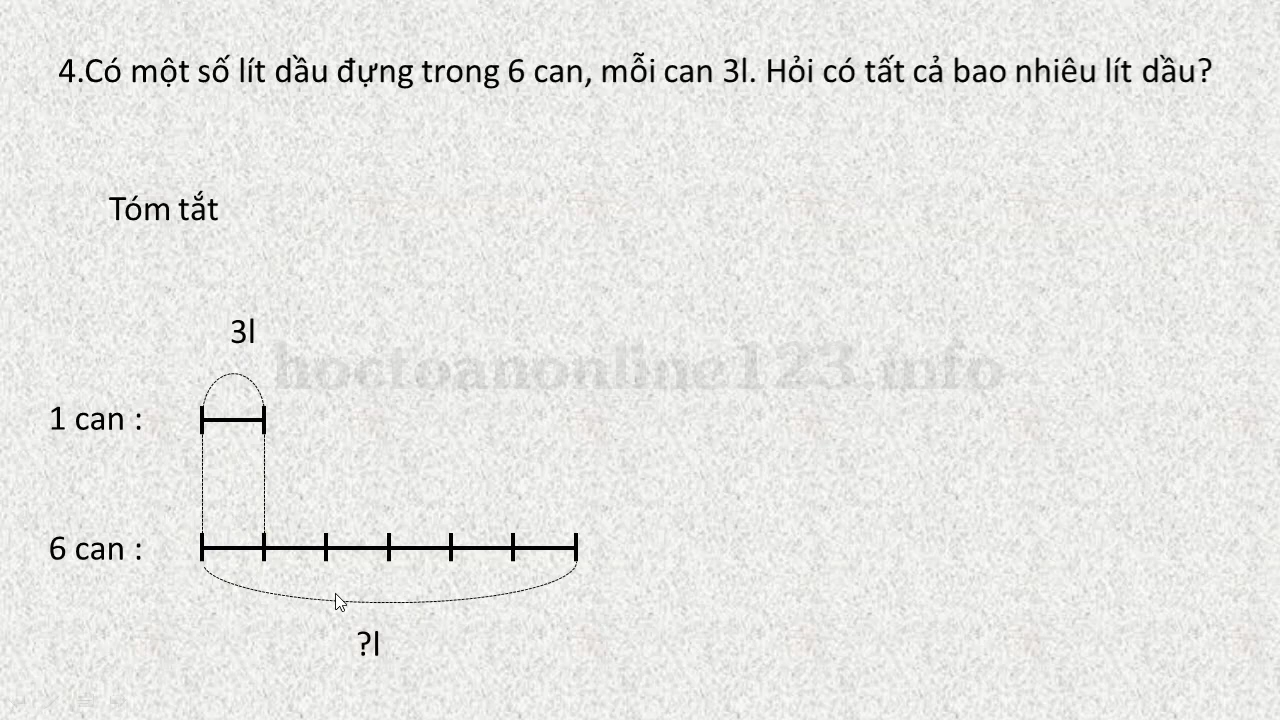 4.Có một số lít dầu đựng trong 6 can, mỗi can 3l. Hỏi có tất cả bao nhiêu lít dầu?
Tóm tắt
3l
hoctoanonline123.info
1 can :
6 can :
?l